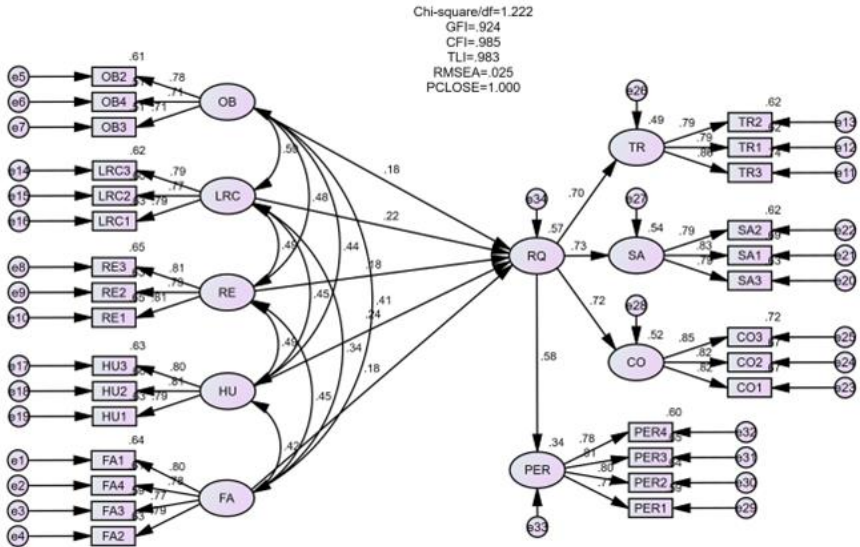 Chi-square/df=1.222
GFI=.924
CFI=.985
TLI=.983
RMSEA=.025
PCLOSE=1.000
.61
e5 OB2 .78
e6 OB4 .71 OB
e7 OB3 .71
.62
e14 LRC3 .79
e15 LRC2 .77 LRC
e16 LRC1 .79
.65
e8 RE3 .81
e9 RE2 .79 RE
e10 RE1 .81
.63
e17 HU3 .80
e18 HU2 .81 HU
e19 HU1 .79
.64
e1 FA1 .80
e2 FA4 .78 FA
e3 FA3 .77
e4 FA2 .79
.50
.48
.44
.41
.45
.34
.49
.45
.42
.18
.22
.18
.24
.18
e34
.57
RQ
.70
.73
.72
.58
e26
.49
TR
.62
.79 TR2 e13
.79 TR1 e12
.86 TR3 e11
e27
.54
SA
.62
.79 SA2 e22
.83 SA1 e21
.79 SA3 e20
e28
.52
CO
.72
.85 CO3 e25
.82 CO2 e24
.82 CO1 e23
.34
PER
e33
.60
.78 PER4 e32
.81 PER3 e31
.80 PER2 e30
PER1 e29